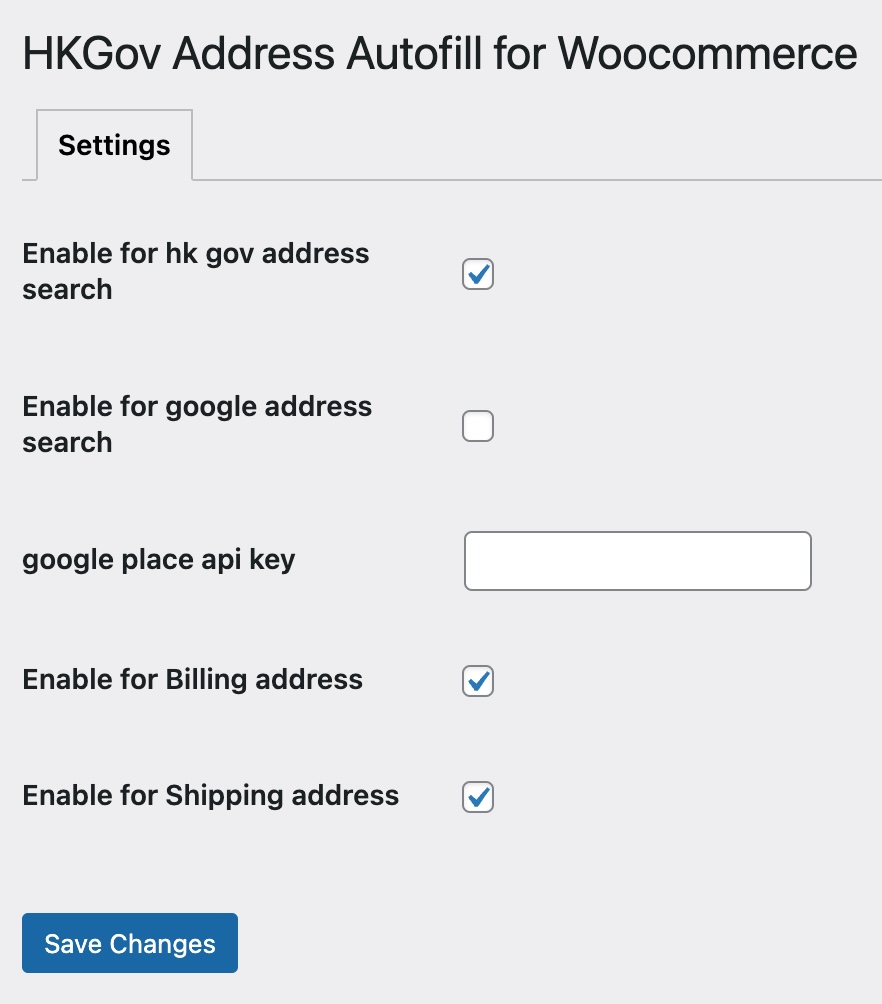 HKGov Address Autofill for Woocommerce
Settings
Enable for hk gov address
search
Enable for google address
search
google place api key
Enable for Billing address
Enable for Shipping address
Save Changes